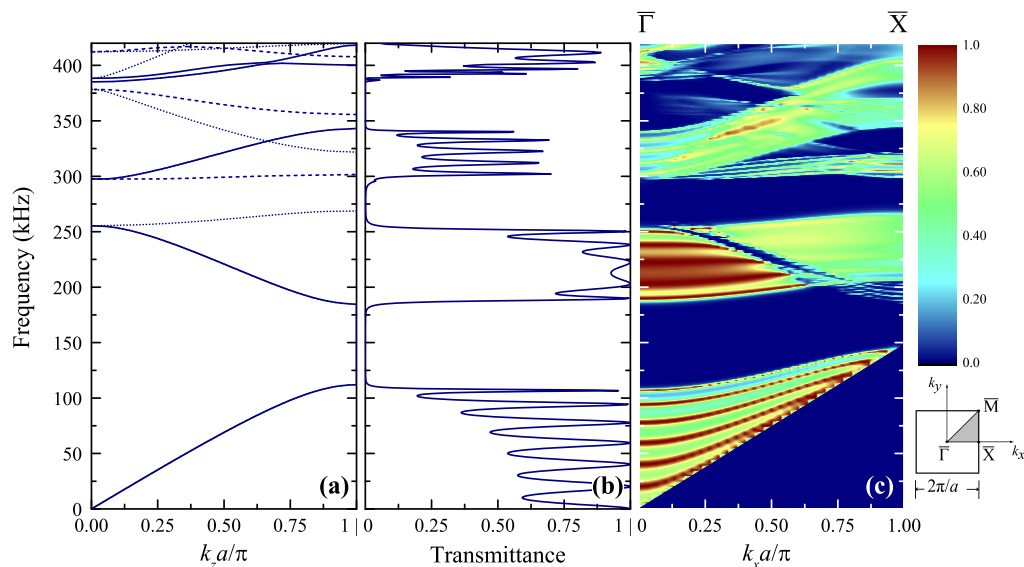 Γ̅ X̅
400
350
300
250
200
150
100
50
0
Frequency (kHz)
0.00 0.25 0.50 0.75 1
k_z a/π
(a)
0 0.25 0.50 0.75 1
Transmittance
(b)
0.25 0.50 0.75 1.00
k_x a/π
(c)
1.0
0.80
0.60
0.40
0.20
0.0
k_y
M̅
Γ̅ X̅ k_x
2π/a